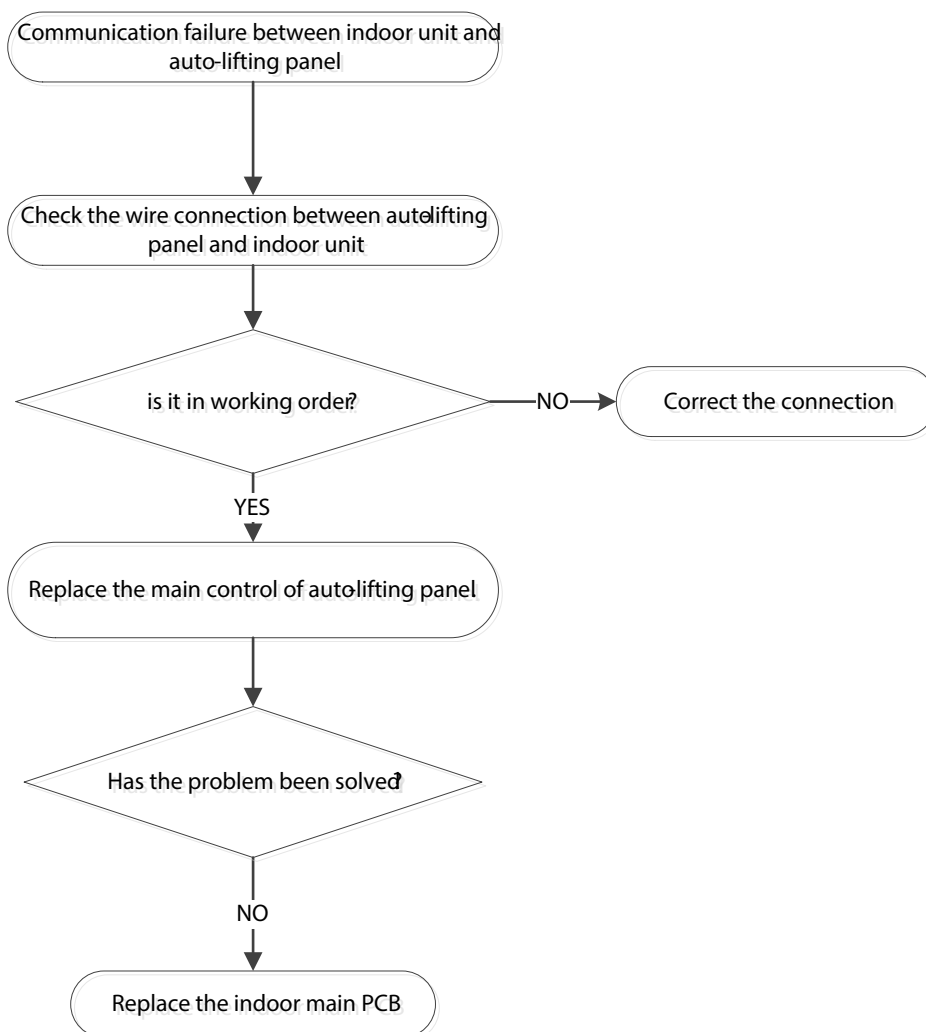 Communication failure between indoor unit and
auto-lifting panel
Check the wire connection between auto-lifting
panel and indoor unit
is it in working order?
NO
Correct the connection
YES
Replace the main control of auto-lifting panel.
Has the problem been solved?
NO
Replace the indoor main PCB